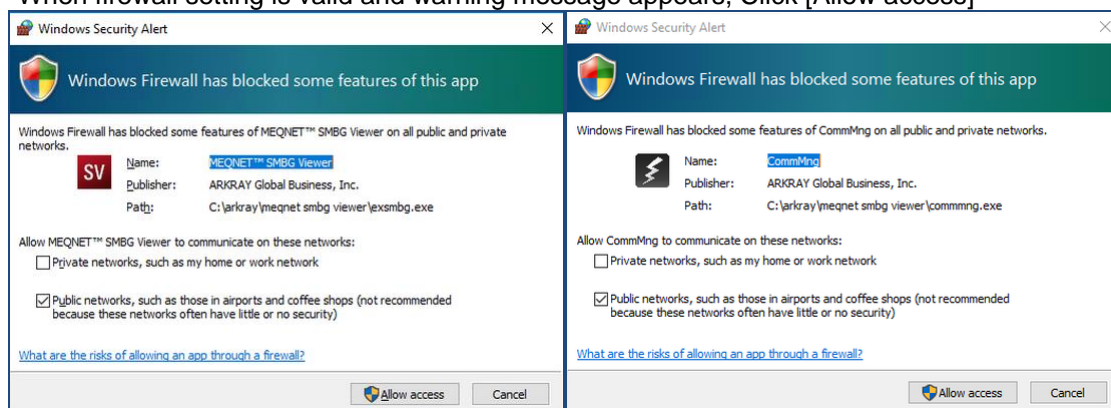 When firewall setting is valid and warning message appears, Click [Allow access]
Windows Security Alert
Windows Firewall has blocked some features of this app
Windows Firewall has blocked some features of MEQNET™ SMBG Viewer on all public and private
networks.
SV
Name: MEQNET™ SMBG Viewer
Publisher: ARKRAY Global Business, Inc.
Path: C:\arkray\meqnet smbg viewer\exsmbg.exe
Allow MEQNET™ SMBG Viewer to communicate on these networks:
Private networks, such as my home or work network
Public networks, such as those in airports and coffee shops (not recommended
because these networks often have little or no security)
What are the risks of allowing an app through a firewall?
Allow access Cancel
Windows Security Alert
Windows Firewall has blocked some features of this app
Windows Firewall has blocked some features of CommMng on all public and private networks.
Name: CommMng
Publisher: ARKRAY Global Business, Inc.
Path: C:\arkray\meqnet smbg viewer\commmng.exe
Allow CommMng to communicate on these networks:
Private networks, such as my home or work network
Public networks, such as those in airports and coffee shops (not recommended
because these networks often have little or no security)
What are the risks of allowing an app through a firewall?
Allow access Cancel